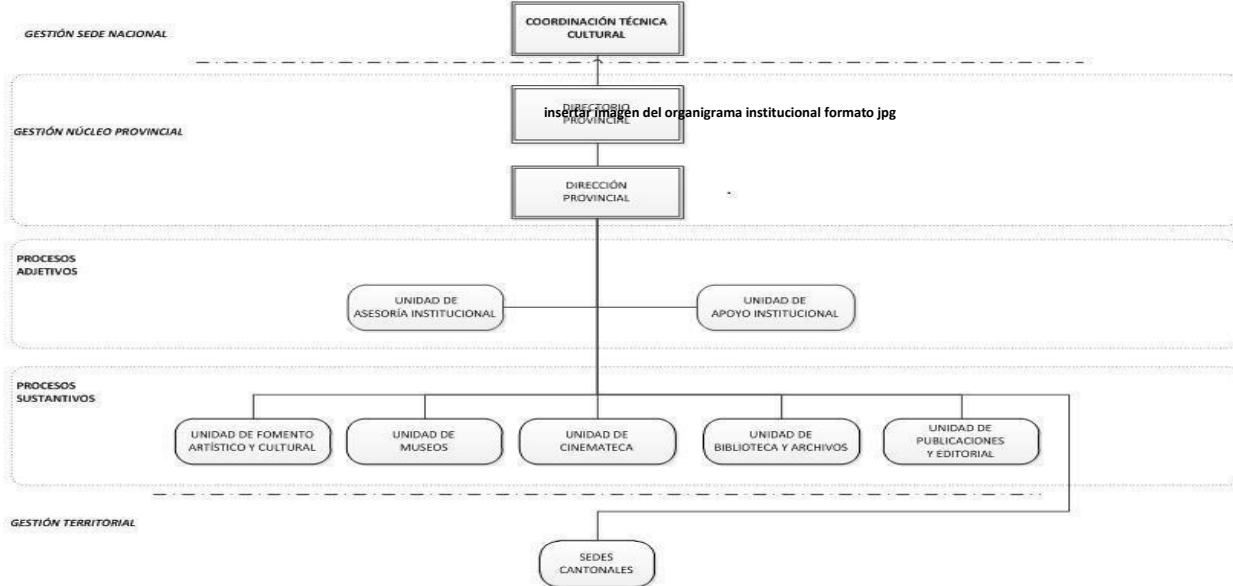 GESTIÓN SEDE NACIONAL
COORDINACIÓN TÉCNICA
CULTURAL
GESTIÓN NÚCLEO PROVINCIAL
DIRECTORIO
PROVINCIAL
insertar imagen del organigrama institucional formato jpg
DIRECCIÓN
PROVINCIAL
PROCESOS
ADJETIVOS
UNIDAD DE
ASESORÍA INSTITUCIONAL
UNIDAD DE
APOYO INSTITUCIONAL
PROCESOS
SUSTANTIVOS
UNIDAD DE FOMENTO
ARTÍSTICO Y CULTURAL
UNIDAD DE
MUSEOS
UNIDAD DE
CINEMATECA
UNIDAD DE
BIBLIOTECA Y ARCHIVOS
UNIDAD DE
PUBLICACIONES
Y EDITORIAL
GESTIÓN TERRITORIAL
SEDES
CANTONALES